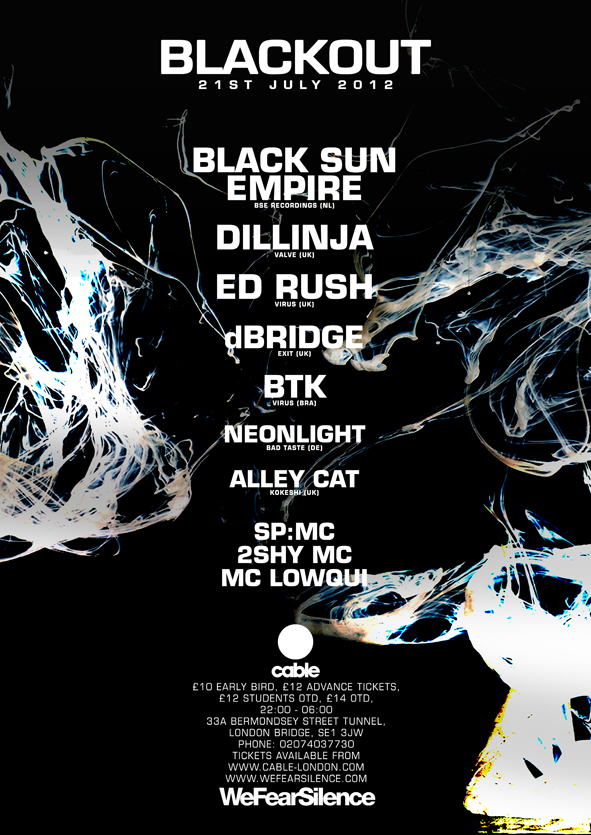 BLACKOUT
21ST JULY 2012
BLACK SUN
EMPIRE
BSE RECORDINGS (NL)
DILLINJA
VALVE (UK)
ED RUSH
VIRUS (UK)
dBRIDGE
EXIT (UK)
BTK
VIRUS (BRA)
NEONLIGHT
BAD TASTE (DE)
ALLEY CAT
KOKESHI (UK)
SP:MC
2SHY MC
MC LOWQUI
cable
£10 EARLY BIRD, £12 ADVANCE TICKETS,
£12 STUDENTS OTD, £14 OTD,
22:00 - 06:00
33A BERMONDSEY STREET TUNNEL,
LONDON BRIDGE, SE1 3JW
PHONE: 02074037730
TICKETS AVAILABLE FROM
WWW.CABLE-LONDON.COM
WWW.WEFEARSILENCE.COM
WeFearSilence